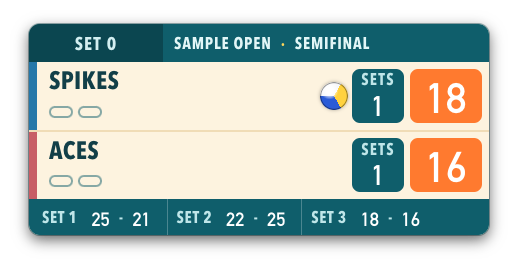 SET 0 SAMPLE OPEN · SEMIFINAL
SPIKES SETS 1 18
ACES SETS 1 16
SET 1 25 - 21 SET 2 22 - 25 SET 3 18 - 16